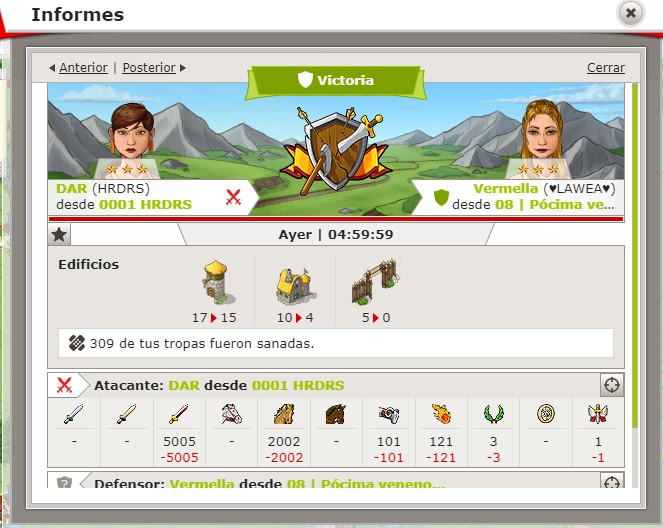 Informes
Anterior | Posterior
Cerrar
Victoria
DAR (HRDRS)
desde 0001 HRDRS
Vermella (♥LAWEA♥)
desde 08 | Pócima ve...
Ayer | 04:59:59
Edificios
17 15 10 4 5 0
309 de tus tropas fueron sanadas.
Atacante: DAR desde 0001 HRDRS
- - 5005 - 2002 - 101 121 3 - 1
-5005 -2002 -101 -121 -3 -1
Defensor: Vermella desde 08 | Pócima veneno...